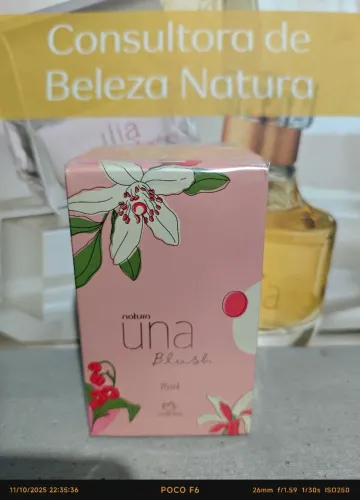 Consultora de
Beleza Natura
natura
una
Blush
75ml
11/10/2025 22:35:36
POCO F6
26mm f/1.59 1/30s ISO250